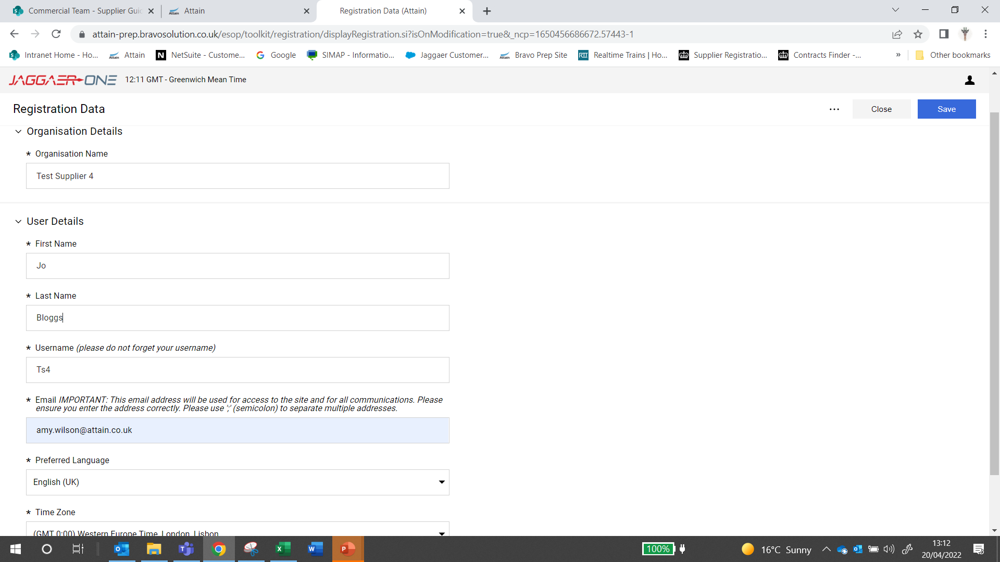 Commercial Team - Supplier Guid
Attain
Registration Data (Attain)
attain-prep.bravosolution.co.uk/esop/toolkit/registration/displayRegistration.si?isOnModification=true&_ncp=1650456686672.57443-1
Intranet Home - Ho...
Attain
NetSuite - Custome...
Google
SIMAP - Informatio...
Jaggaer Customer...
Bravo Prep Site
Realtime Trains | Ho...
Supplier Registratio...
Contracts Finder -...
»
Other bookmarks
JAGGAER ONE 12:11 GMT - Greenwich Mean Time
Registration Data
...
Close
Save
Organisation Details
* Organisation Name
Test Supplier 4
User Details
* First Name
Jo
* Last Name
Bloggs
* Username (please do not forget your username)
Ts4
* Email IMPORTANT: This email address will be used for access to the site and for all communications. Please
ensure you enter the address correctly. Please use ';' (semicolon) to separate multiple addresses.
amy.wilson@attain.co.uk
* Preferred Language
English (UK)
* Time Zone
(GMT 0:00) Western Europe Time, London, Lisbon
100%
16°C Sunny
13:12
20/04/2022